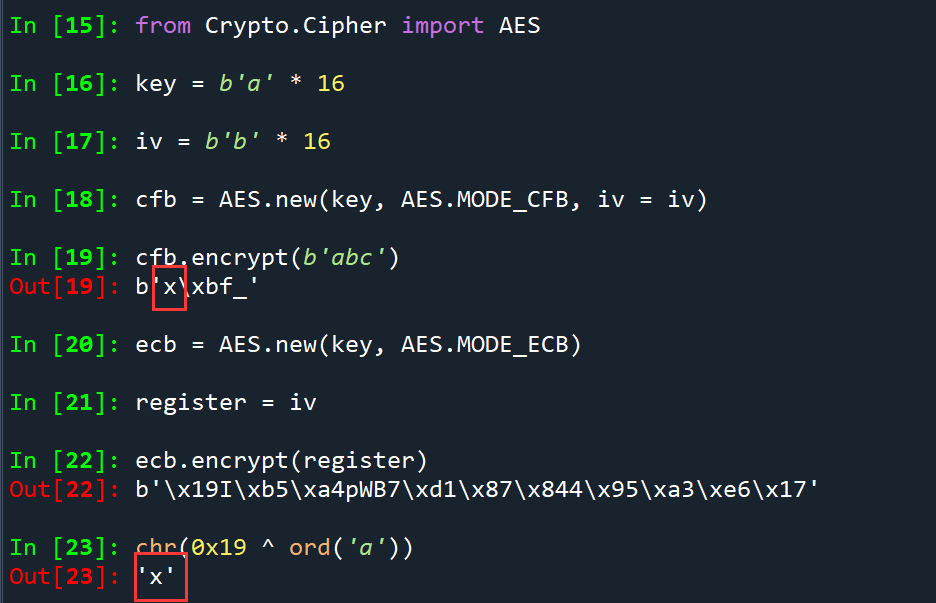 In [15]: from Crypto.Cipher import AES
In [16]: key = b'a' * 16
In [17]: iv = b'b' * 16
In [18]: cfb = AES.new(key, AES.MODE_CFB, iv = iv)
In [19]: cfb.encrypt(b'abc')
Out[19]: b'x\xbf_'
In [20]: ecb = AES.new(key, AES.MODE_ECB)
In [21]: register = iv
In [22]: ecb.encrypt(register)
Out[22]: b'\x19I\xb5\xa4pWB7\xd1\x87\x844\x95\xa3\xe6\x17'
In [23]: chr(0x19 ^ ord('a'))
Out[23]: 'x'